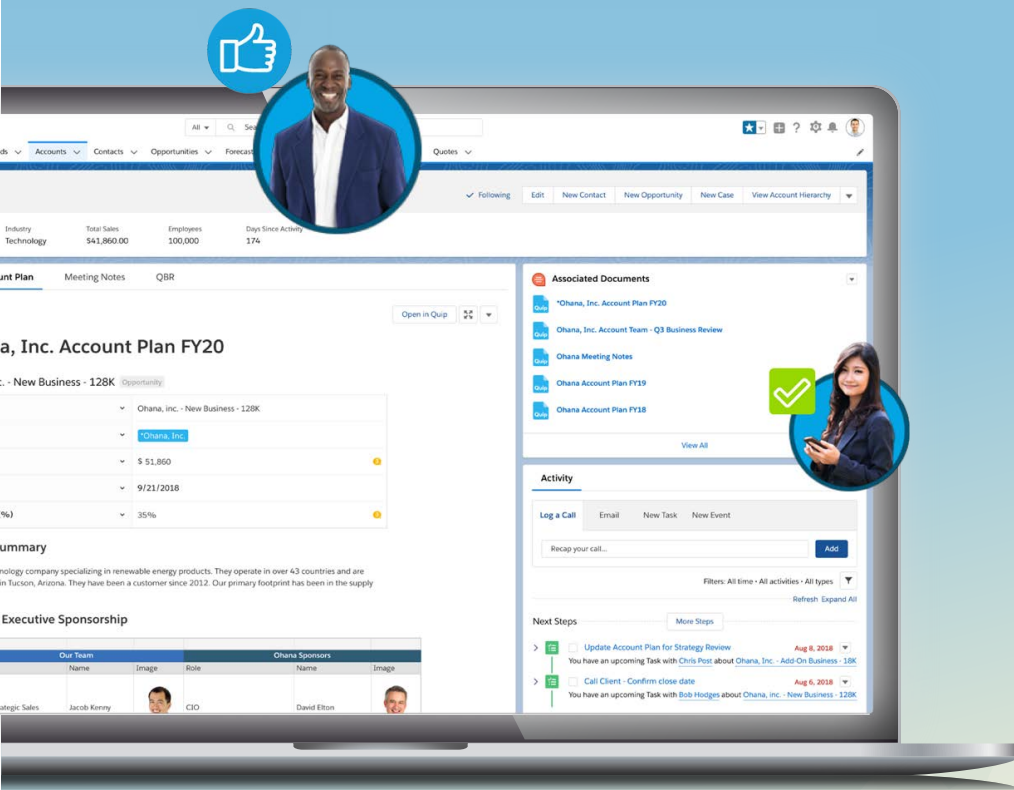 All
Accounts Contacts Opportunities Quotes
Following Edit New Contact New Opportunity New Case View Account Hierarchy
Industry Total Sales Employees Days Since Activity
Technology $41,860.00 100,000 174
Plan Meeting Notes QBR
Open in Quip
Inc. Account Plan FY20
- New Business - 128K Opportunity
Ohana, inc. - New Business - 128K
*Ohana, Inc.
$ 51,860
9/21/2018
35%
company specializing in renewable energy products. They operate in over 43 countries and are
in Tucson, Arizona. They have been a customer since 2012. Our primary footprint has been in the supply
Executive Sponsorship
Our Team Ohana Sponsors
Name Image Role Name Image
Sales Jacob Kenny CIO David Elton
Associated Documents
Quip *Ohana, Inc. Account Plan FY20
Quip Ohana, Inc. Account Team - Q3 Business Review
Quip Ohana Meeting Notes
Quip Ohana Account Plan FY19
Quip Ohana Account Plan FY18
View All
Activity
Log a Call Email New Task New Event
Recap your call... Add
Filters: All time • All activities • All types
Refresh Expand All
Next Steps More Steps
Update Account Plan for Strategy Review Aug 8, 2018
You have an upcoming Task with Chris Post about Ohana, Inc. - Add-On Business - 18K
Call Client - Confirm close date Aug 6, 2018
You have an upcoming Task with Bob Hodges about Ohana, inc. - New Business - 128K